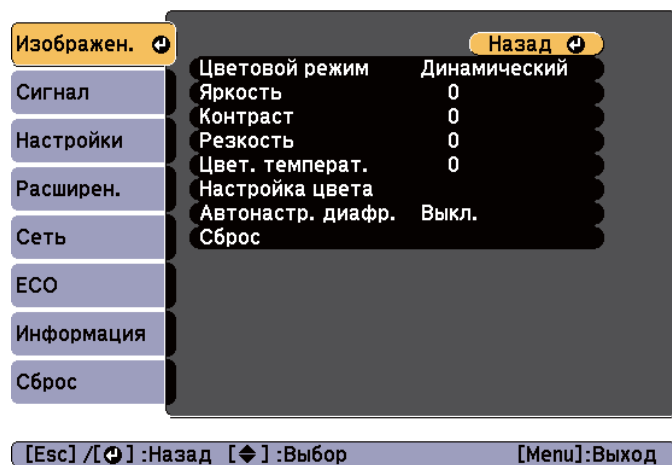 Изображен.
Сигнал
Настройки
Расширен.
Сеть
ECO
Информация
Сброс
Назад
Цветовой режим Динамический
Яркость 0
Контраст 0
Резкость 0
Цвет. температ. 0
Настройка цвета
Автонастр. диафр. Выкл.
Сброс
[Esc] /[ ] :Назад [ ] :Выбор [Menu]:Выход